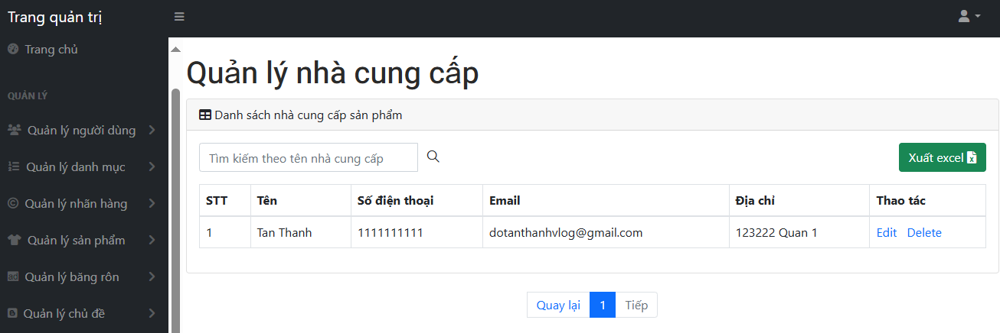 Trang quản trị
Trang chủ
QUẢN LÝ
Quản lý người dùng
Quản lý danh mục
Quản lý nhãn hàng
Quản lý sản phẩm
Quản lý băng rôn
Quản lý chủ đề
Quản lý nhà cung cấp
Danh sách nhà cung cấp sản phẩm
Tìm kiếm theo tên nhà cung cấp
Xuất excel
STT Tên Số điện thoại Email Địa chỉ Thao tác
1 Tan Thanh 1111111111 dotanthanhvlog@gmail.com 123222 Quan 1 Edit Delete
Quay lại 1 Tiếp